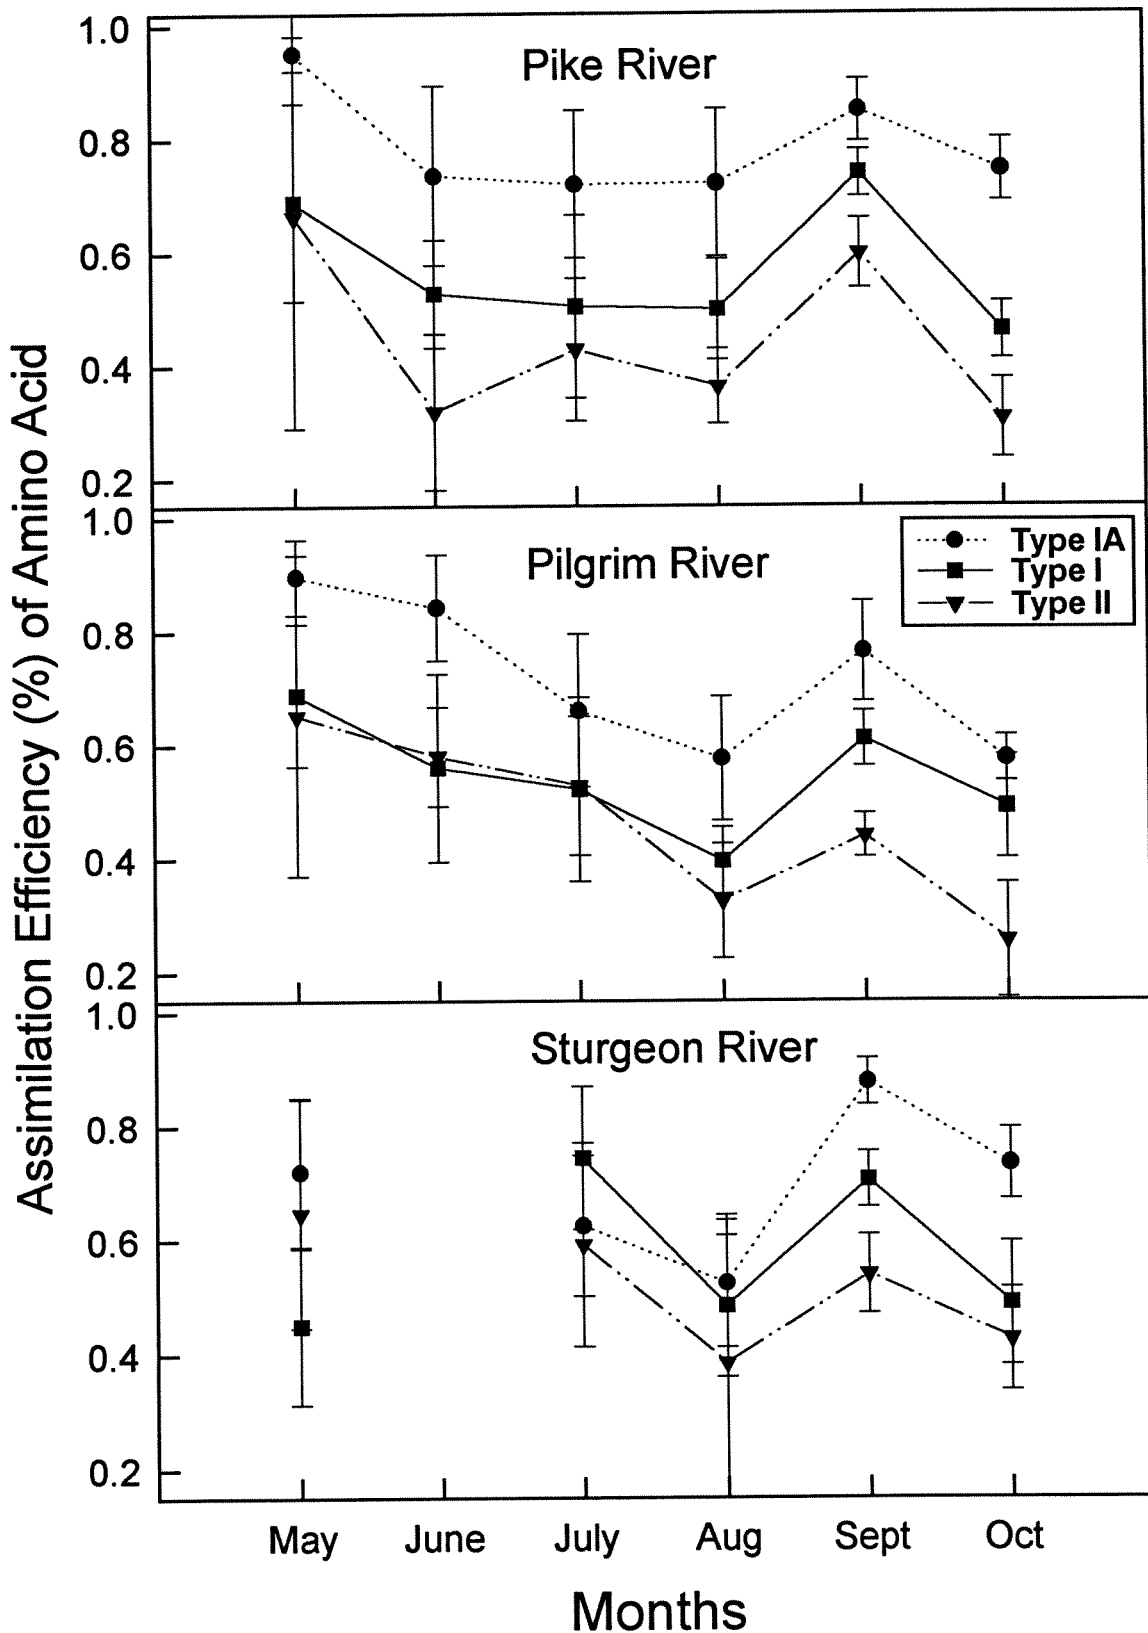 Assimilation Efficiency (%) of Amino Acid
1.0
Pike River
0.8
0.6
0.4
0.2
1.0
Pilgrim River
Type IA
Type I
Type II
0.8
0.6
0.4
0.2
1.0
Sturgeon River
0.8
0.6
0.4
0.2
May June July Aug Sept Oct
Months